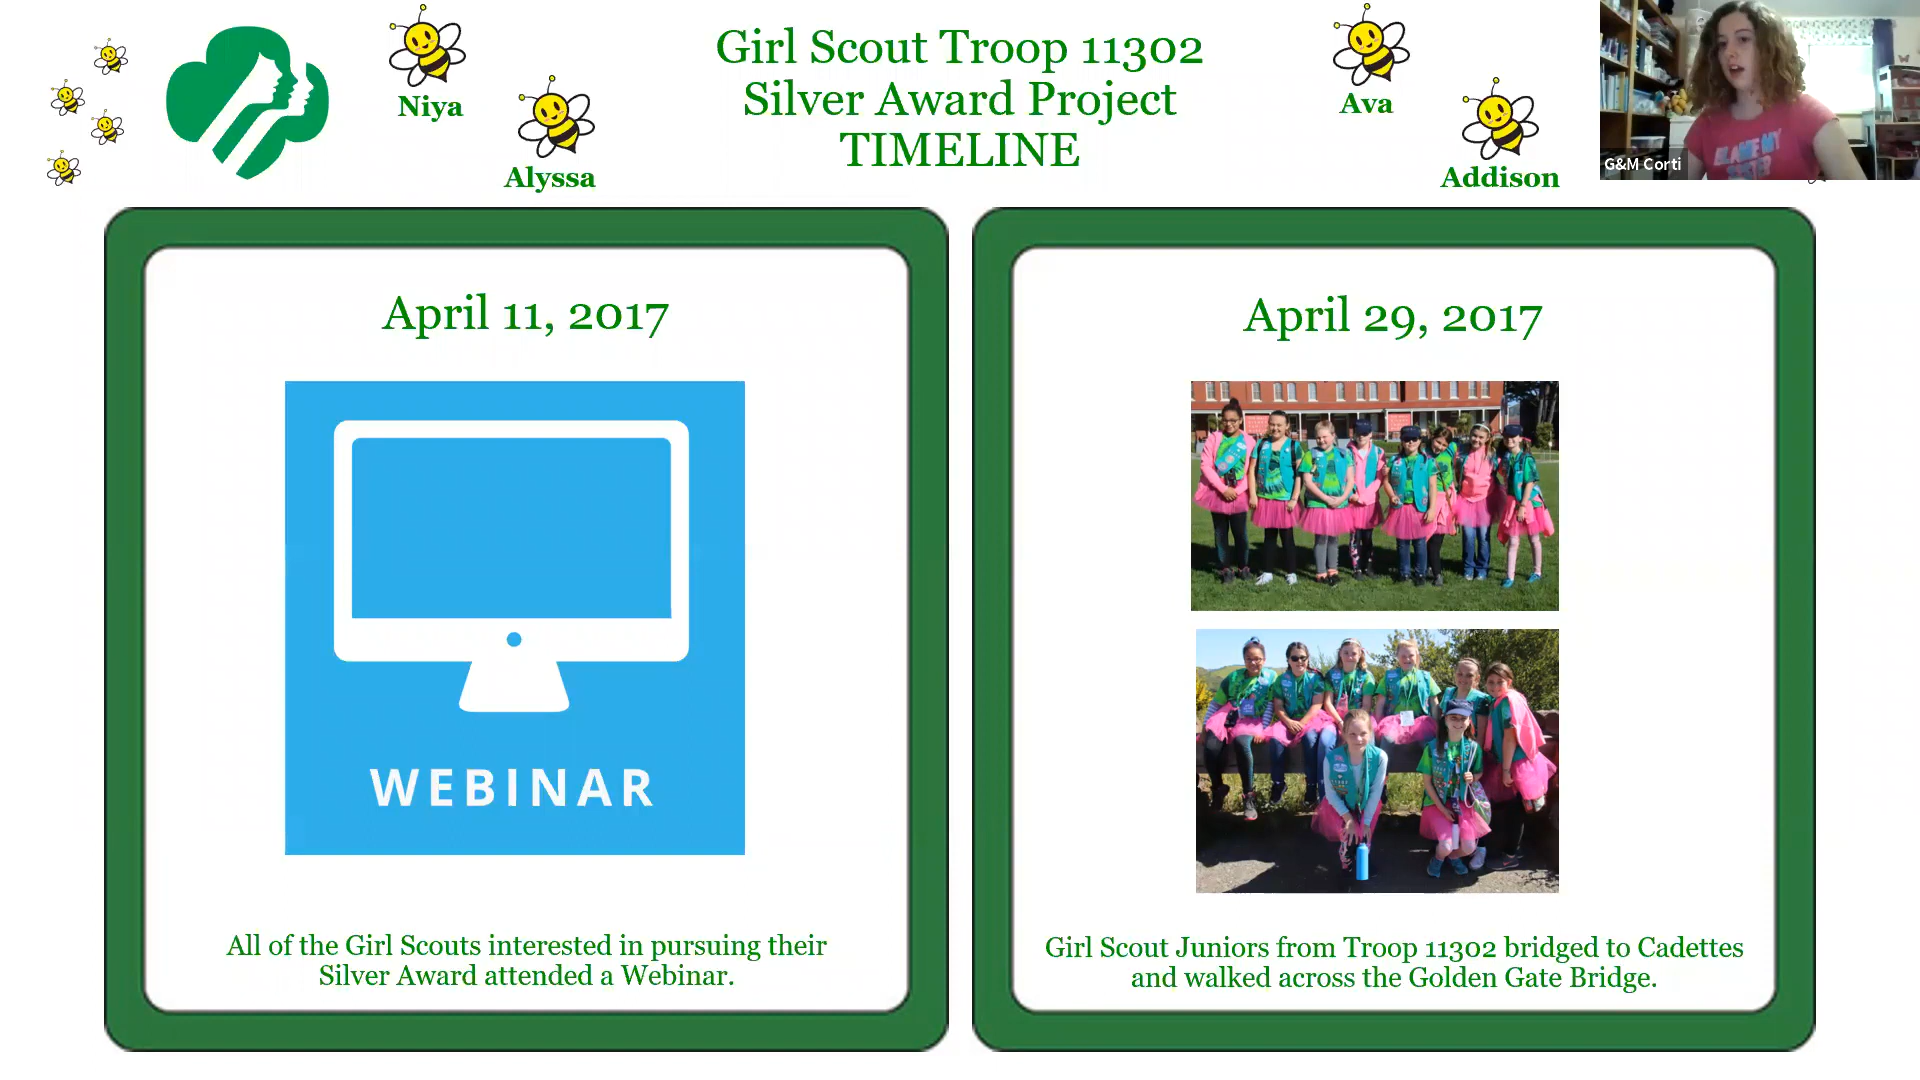 Girl Scout Troop 11302
Silver Award Project
TIMELINE
Niya
Alyssa
Ava
Addison
G&M Corti
BLAME MY
April 11, 2017
WEBINAR
All of the Girl Scouts interested in pursuing their
Silver Award attended a Webinar.
April 29, 2017
Girl Scout Juniors from Troop 11302 bridged to Cadettes
and walked across the Golden Gate Bridge.